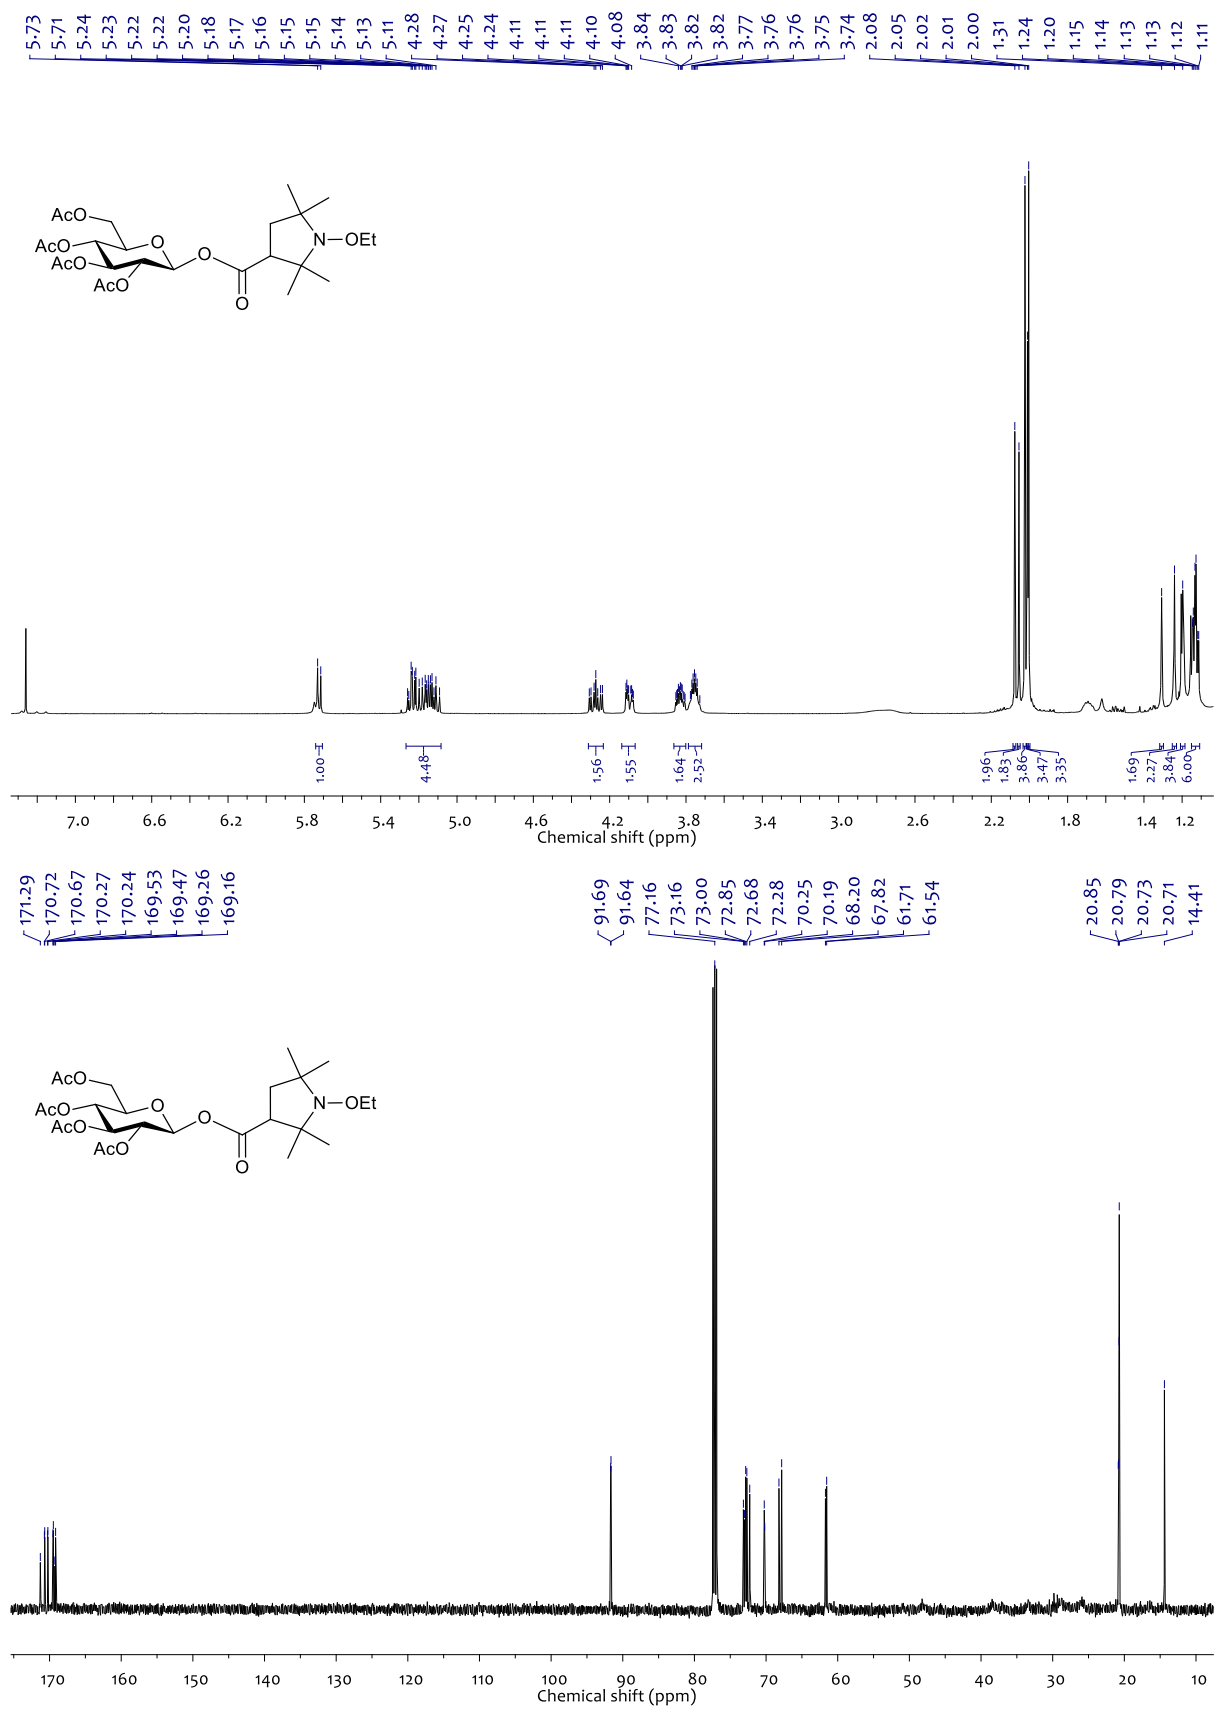 5.73 5.71 5.24 5.23 5.22 5.22 5.20 5.18 5.17 5.16 5.15 5.15 5.14 5.13 5.11 4.28 4.27 4.25 4.24 4.11 4.11 4.11 4.10 4.08 3.84 3.83 3.82 3.82 3.77 3.76 3.76 3.75 3.74 2.08 2.05 2.02 2.01 2.00 1.31 1.24 1.20 1.15 1.14 1.13 1.13 1.12 1.11
AcO
O
AcO
AcO
AcO
O
O
N
OEt
1.00 4.48 1.56 1.55 1.64 2.52 1.96 1.83 3.86 3.47 3.35 1.69 2.27 3.84 6.00
7.0 6.6 6.2 5.8 5.4 5.0 4.6 4.2 3.8 3.4 3.0 2.6 2.2 1.8 1.4 1.2
Chemical shift (ppm)
171.29 170.72 170.67 170.27 170.24 169.53 169.47 169.26 169.16 91.69 91.64 77.16 73.16 73.00 72.85 72.68 72.28 70.25 70.19 68.20 67.82 61.71 61.54 20.85 20.79 20.73 20.71 14.41
AcO
O
AcO
AcO
AcO
O
O
N
OEt
170 160 150 140 130 120 110 100 90 80 70 60 50 40 30 20 10
Chemical shift (ppm)